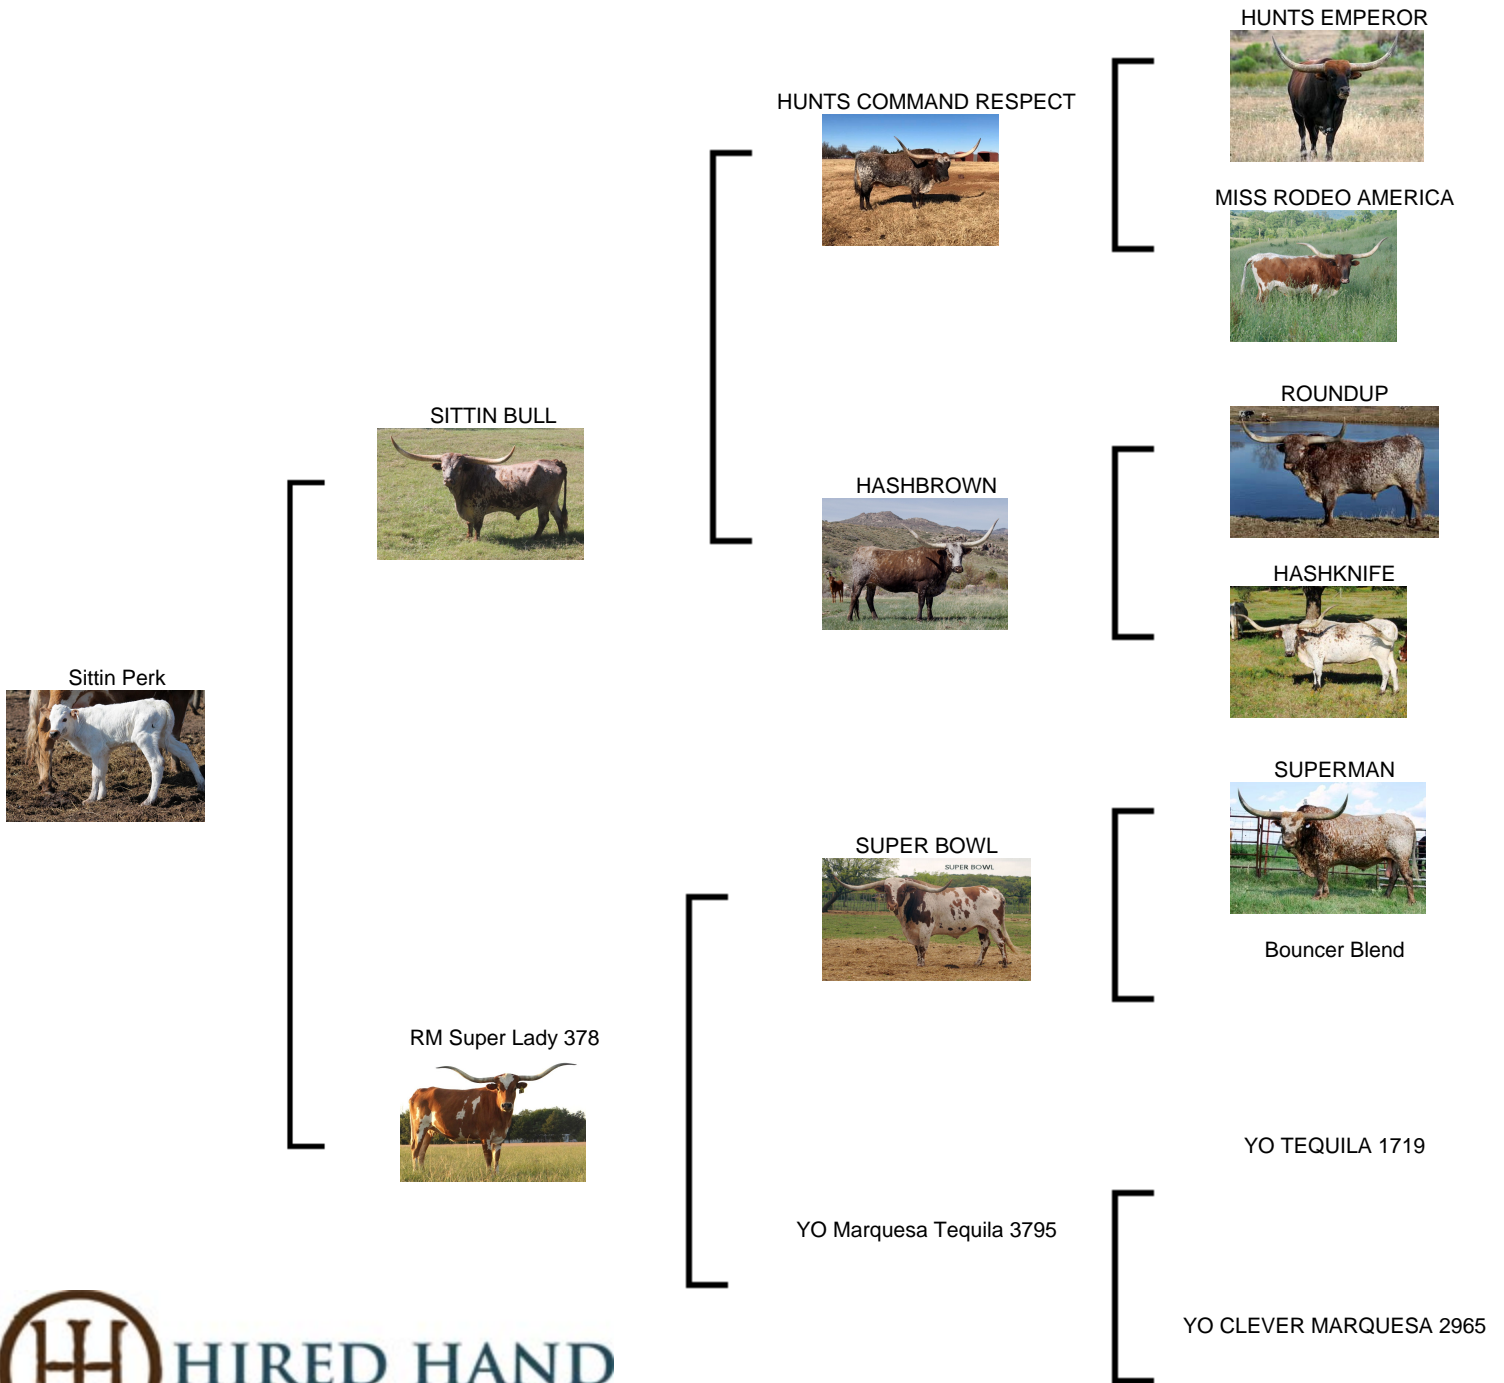 HUNTS EMPEROR
HUNTS COMMAND RESPECT
MISS RODEO AMERICA
ROUNDUP
SITTIN BULL
HASHBROWN
HASHKNIFE
Sittin Perk
SUPERMAN
SUPER BOWL
SUPER BOWL
Bouncer Blend
RM Super Lady 378
YO TEQUILA 1719
YO Marquesa Tequila 3795
YO CLEVER MARQUESA 2965
HIRED HAND